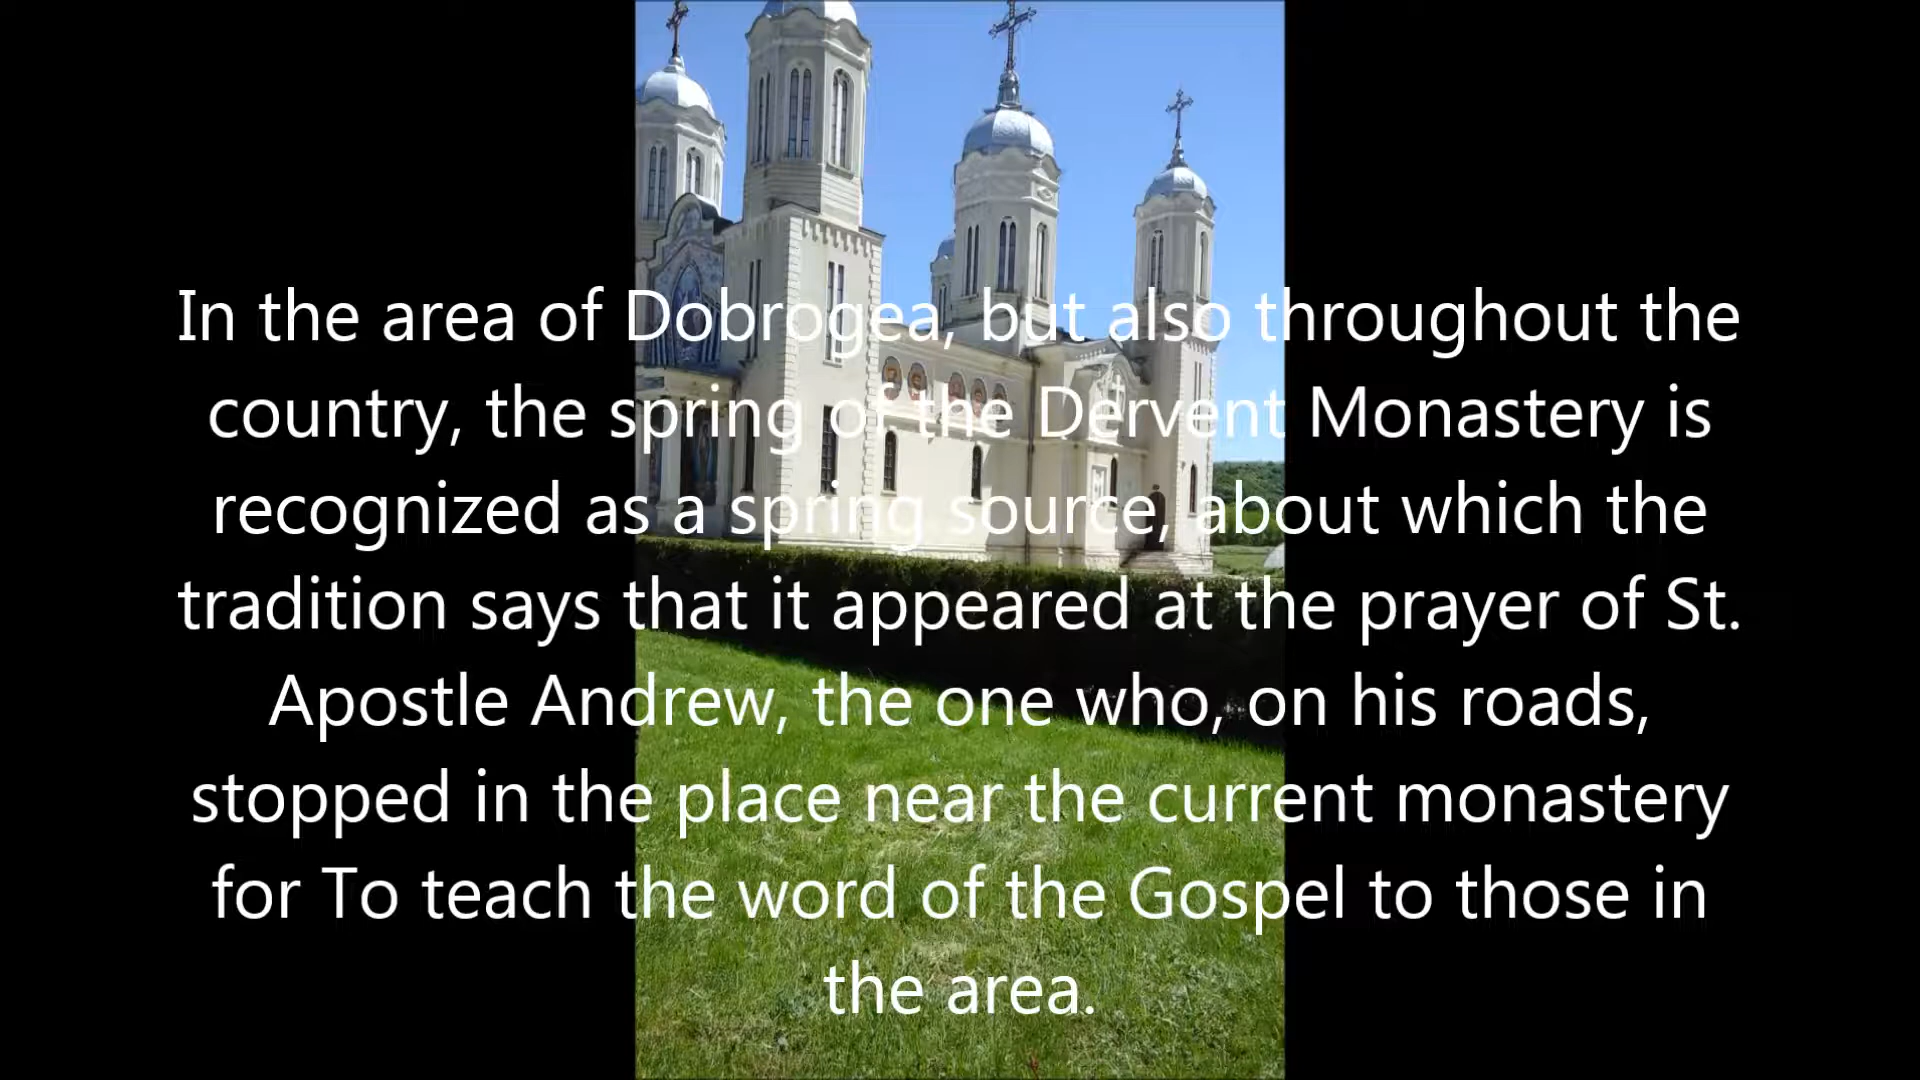 In the area of Dobrogea, but also throughout the
country, the spring of the Dervent Monastery is
recognized as a spring source, about which the
tradition says that it appeared at the prayer of St.
Apostle Andrew, the one who, on his roads,
stopped in the place near the current monastery
for To teach the word of the Gospel to those in
the area.